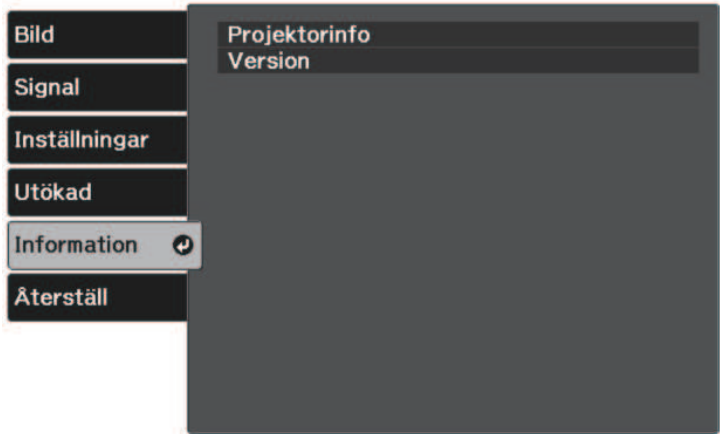 Bild
Signal
Inställningar
Utökad
Information
Återställ
Projektorinfo
Version